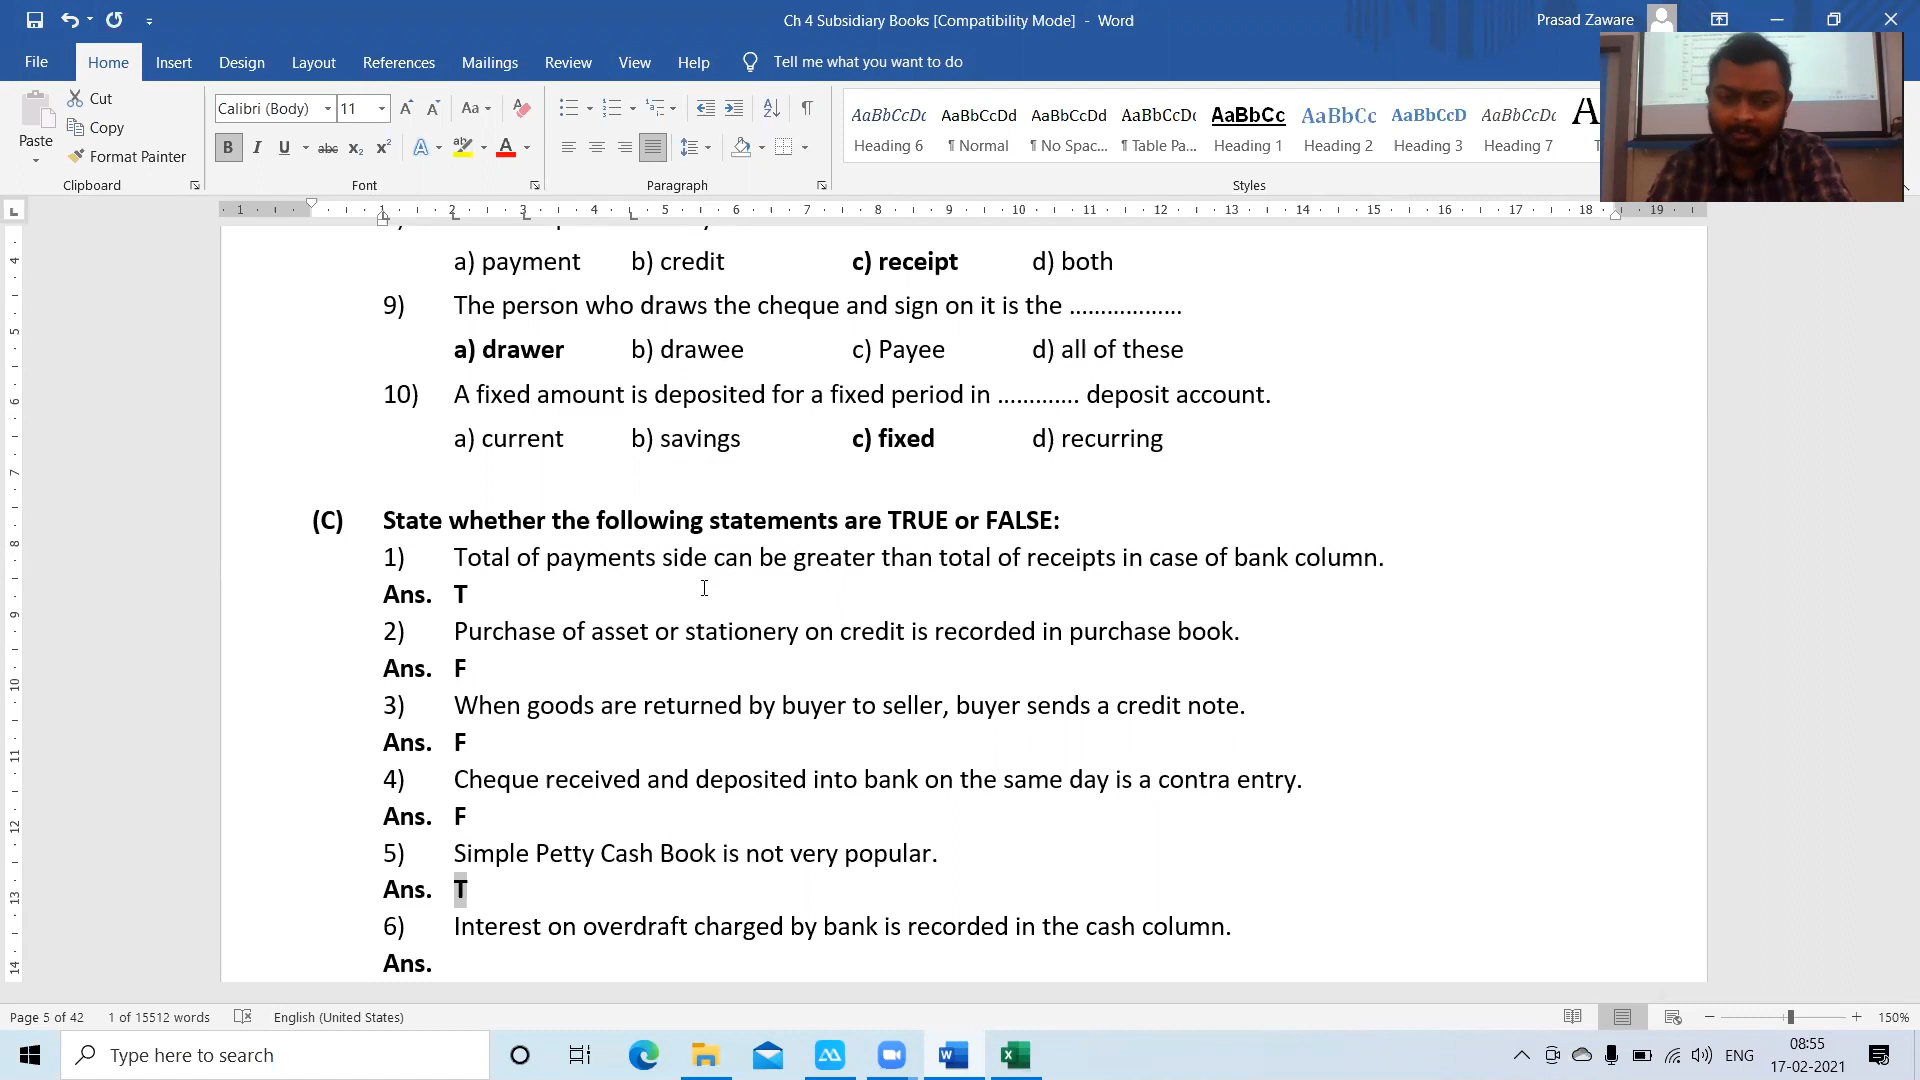 Ch 4 Subsidiary Books [Compatibility Mode] - Word
Prasad Zaware
File Home Insert Design Layout References Mailings Review View Help Tell me what you want to do
Paste
Cut
Copy
Format Painter
Clipboard
Calibri (Body) 11
Font
Paragraph
AaBbCcDc AaBbCcDd AaBbCcDd AaBbCcDc AaBbCc AaBbCc AaBbCcD AaBbCcDc
Heading 6 ¶ Normal ¶ No Spac... ¶ Table Pa... Heading 1 Heading 2 Heading 3 Heading 7
Styles
a) payment b) credit c) receipt d) both
9) The person who draws the cheque and sign on it is the ………………
a) drawer b) drawee c) Payee d) all of these
10) A fixed amount is deposited for a fixed period in …………. deposit account.
a) current b) savings c) fixed d) recurring
(C) State whether the following statements are TRUE or FALSE:
1) Total of payments side can be greater than total of receipts in case of bank column.
Ans. T
2) Purchase of asset or stationery on credit is recorded in purchase book.
Ans. F
3) When goods are returned by buyer to seller, buyer sends a credit note.
Ans. F
4) Cheque received and deposited into bank on the same day is a contra entry.
Ans. F
5) Simple Petty Cash Book is not very popular.
Ans. T
6) Interest on overdraft charged by bank is recorded in the cash column.
Ans.
Page 5 of 42 1 of 15512 words English (United States) 150%
Type here to search
ENG
08:55
17-02-2021